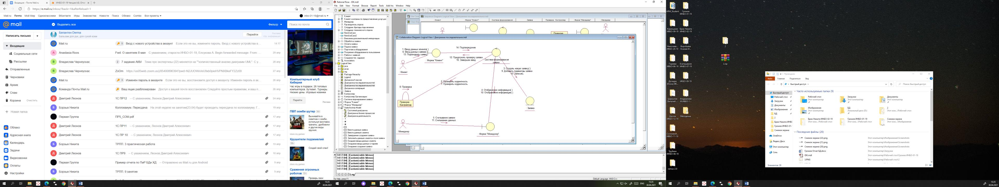 Входящие - Почта Mail.ru
ИНБО-01-19 Ченцов А.Б. Отчет
https://e.mail.ru/inbox/?back=1&afterReload=1
Mail.ru Почта Мой Мир Одноклассники ВКонтакте Игры Знакомства Новости Поиск Облако Combo Все проекты
inbo-01-19@mail.ru
@mail
Выделить все
Фильтр
Поиск по почте
Написать письмо
Входящие
Социальные сети
Рассылки
Отправленные
Черновики
Архив
Спам
Корзина Очистить
Новая папка
Облако
Адресная книга
Календарь
Задачи
Видеозвонки
Оплаты
Настройки
Бепантен Derma
Бальзам для рук, для сухой кожи
Перейти
Реклама
Mail.ru 5 Вход с нового устройства в аккаунт Если это не вы, измените пароль. Вход с нового устройства в ... 14:17
Anastasia Roos Fwd: О занятиях 8 мая С уважением, староста ИНБО-01-19, Елсукова А. Begin forwarded message: From: ... 29 апр
Владислав Черняускас 2 7 задание АКМ Тема про экспертизы (22) меняется на ""количественный анализ диаграмм UML". С у... 28 апр
Владислав Черняускас ZoOm https://us05web.zoom.us/j/85400896394?pwd=N2JUOWxVeU9xb0pieHVPNXBkeFY2Zz09 27 апр
Mail.ru 3 Изменён пароль в аккаунте Если это не вы, восстановите доступ к аккаунту. Изменён пароль в ак... 26 апр
Команда Почты Mail.ru Ваш ящик разблокирован Доступ к вашей почте восстановлен Следуйте простым правилам, и ваш п... 26 апр
Дмитрий Леонов 1С ПР12 -- С уважением, Леонов Дмитрий Алексеевич 24 апр
Борзых Никита Коллоквиум. Пересдача На этой неделе на занятии(23.04) будет проходить пересдача по коллоквиуму. Г... 19 апр
Первая Группа ПР5_COM.pdf 17 апр
Дмитрий Леонов 1С ПР11 -- С уважением, Леонов Дмитрий Алексеевич 17 апр
Дмитрий Леонов 1С ПР 10 -- С уважением, Леонов Дмитрий Алексеевич 17 апр
Борзых Никита ТРПП. 3 практическая работа 13 апр
Дмитрий Леонов 1С ПР9 -- С уважением, Леонов Дмитрий Алексеевич 10 апр
Первая Группа Пример отчета по ПиР БДи ХД -- Отправлено из Mail.ru для Android 9 апр
Борзых Никита ТРПП. 9 занятие 9 апр
Компьютерный клуб
Киберия
Час игры в подарок. 28 топовых
компьютеров. Буткемп. Турниры.
Низкие цены. Игровые новинки
Перейти
Реклама
ПВП зомби шутер 18+
Выживайте в
схватках с зомби,
используя винтовки,
гранаты, дробовики
и другие виды
оружия.
store.my.games
Крушители подземелий
Создай свой клан!
store.my.games
Сражения огромных
роботов 12+
Проверь свои
15:35
30.04.2021
Rational Rose - IDK.mdl
File Edit View Format Browse Report Tools Add-Ins Window Help
Клиент
Клиент компании по предоставлению услуг дос
Менеджер
Руководитель отдела
Сотрудник бригады подключения
Сотрудник технического отдела
NewUseCase
NewUseCase2
Внесение дополнительной информации
Обработка заявки
Оплата заявки
Подача заявки
Подготовка оборудования
Получение оборудования в пользование
Работа с заявкой
Создание тех. задания
Associations
Logical View
java
javax
org
Package Hierarchy
Legend
Диаграмма Классов
Диаграмма последовательностей
Диаграмма последовательностей
Диаграмма коопераций
Заявка
Контроллер
Контроллер Организации
Система формирования заявки
Форма "Клиент"
Форма "Менеджер"
State/Activity Model
Состояний диаграмма
Диаграмма бизнес-процессов
Диаграмма деятельности
Ввести данные заявки
Ввести данные клиента
Завершение создания заявки
Заполнить данные клиента и поля заявки
Ожидание ввода данных клиента
Ожидание ввода данных о тарифе
Ожидание создания заявки
Sequence Diagram: Logical View / Диаграмма последовательностей
: Клиент
: Форма "Клиент"
: Система формирования ...
: Заявка
Проверка : Контроллер
: Форма "Менеджер"
: Менеджер
Проверка
Collaboration Diagram: Logical View / Диаграмма последовательностей
1: Ввод данных клиента( )
6: Ввод данных заявки( )
13: Подтвердить заявку( )
14: Подтверждение
12: Предложить проверку заявки
16: Завершен ввод
: Форма "Клиент"
: Система формирования
заявки
: Клиент
3: Создать новую заявку( )
9: Добавить параметры заявки
15: Записать
2: Проверить корректность
7: Проверить корректность
8: Проверка
Проверка :
Контроллер
4: Отображение информации( )
10: Отображение информации( )
: Заявка
5: Считывание заявки
11: Считывание данных
: Менеджер
: Форма "Менеджер"
14:17:04| [Customizable Menus]
14:17:04| [Customizable Menus]
14:17:04| [Customizable Menus]
14:17:04| [Customizable Menus]
14:17:04| [Customizable Menus]
14:17:04| [Customizable Menus]
Log
For Help, press F1
Default Language: ANSI C++
ENG
15:35
30.04.2021
ARM_Student
Громов ИНБО-01-19
Кирюшкин ИВБО-09-19
Брик Никита ИНБО-02-19
Николаев... ИКБО-20-19
Воробьёва Ксения И...
Горяева ИВБО-06-19
Еситашвили ИНБО-07-19
Долидзе Илона ИВ...
ИКБО-09-19
Циркунов Виталий ...
Атаджанова Ф ИВБО-1...
Шелли ИКБО-12-19
Методичка
Соломенн... ИВБО-11-19
Трубкин ИНБО-06-19
ramus-2.0
2
2.zip
Проводник
Файл Главная Поделиться Вид
Быстрый доступ
Поиск: Быстрый доступ
Быстрый доступ
Рабочий стол
Загрузки
Документы
Изображения
БД
2
Брик Никита ИНБС
Громов ИНБО-01-
Снимки экрана
OneDrive
Яндекс.Диск
Этот компьютер
Сеть
Часто используемые папки (9)
Рабочий стол
Этот компьютер
Загрузки
Этот компьютер
Документы
Этот компьютер
Изображения
Этот компьютер
БД
Локальный диск (D:)
2
Этот ком...\Рабочий стол
Брик Никита ИНБО-02-19
Этот ком...\Рабочий стол
Громов ИНБО-01-19
Этот ком...\Рабочий стол
Снимки экрана
Этот ком...\Изображения
Последние файлы (20)
Снимок экрана (22).png Этот компьютер\Изображения\Screenshots
Снимок экрана (21).png Этот компьютер\Изображения\Screenshots
Снимок экрана (20).png Этот компьютер\Изображения\Screenshots
Громов Отчет БД.docx Этот компьютер\Загрузки
IDK.mdl Этот компьютер\Рабочий стол\Громов ИНБО-01-19
3.PNG Этот компьютер\Рабочий стол\2
Элементов: 29
15:35
30.04.2021